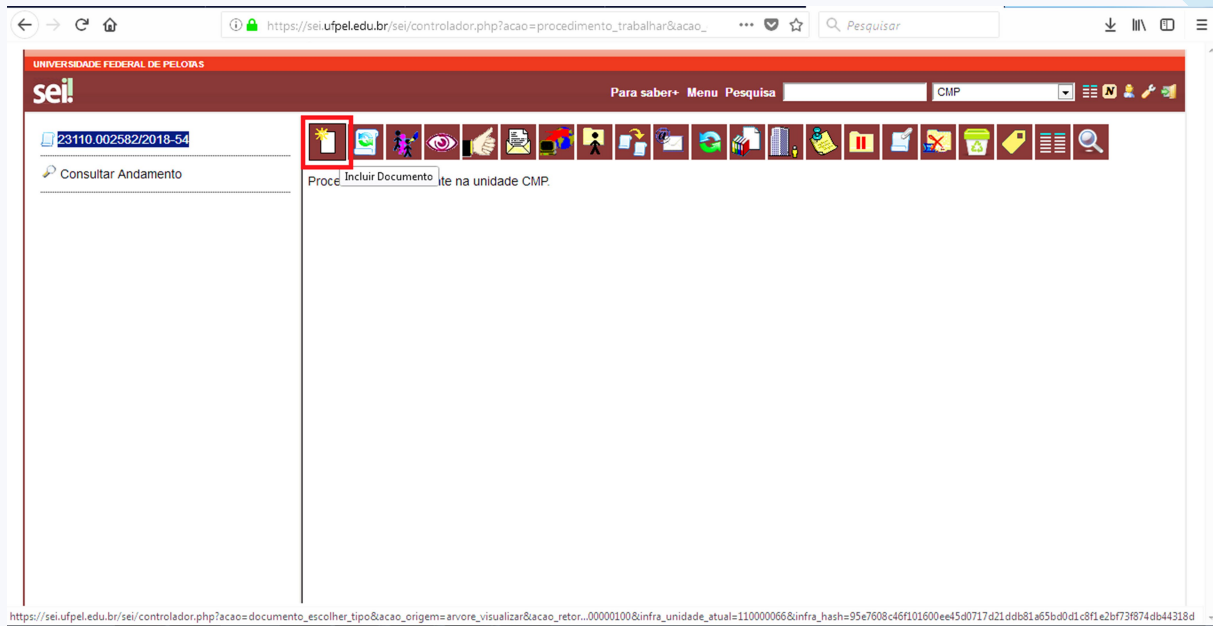 https://sei.ufpel.edu.br/sei/controlador.php?acao=procedimento_trabalhar&acao_
Pesquisar
UNIVERSIDADE FEDERAL DE PELOTAS
sei!
Para saber+ Menu Pesquisa
CMP
23110.002582/2018-54
Consultar Andamento
Incluir Documento
Proce te na unidade CMP.
https://sei.ufpel.edu.br/sei/controlador.php?acao=documento_escolher_tipo&acao_origem=arvore_visualizar&acao_retor...00000100&infra_unidade_atual=110000066&infra_hash=95e7608c46f101600ee45d0717d21ddb81a65bd0d1c8f1e2bf73f874db44318d